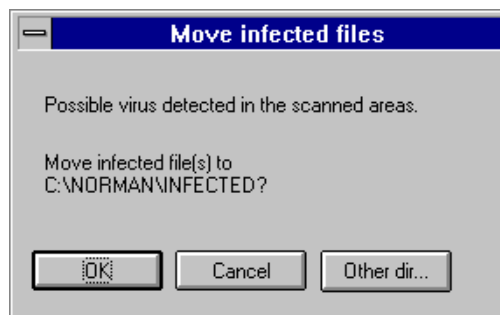 Move infected files
Possible virus detected in the scanned areas.
Move infected file(s) to
C:\NORMAN\INFECTED?
OK
Cancel
Other dir...